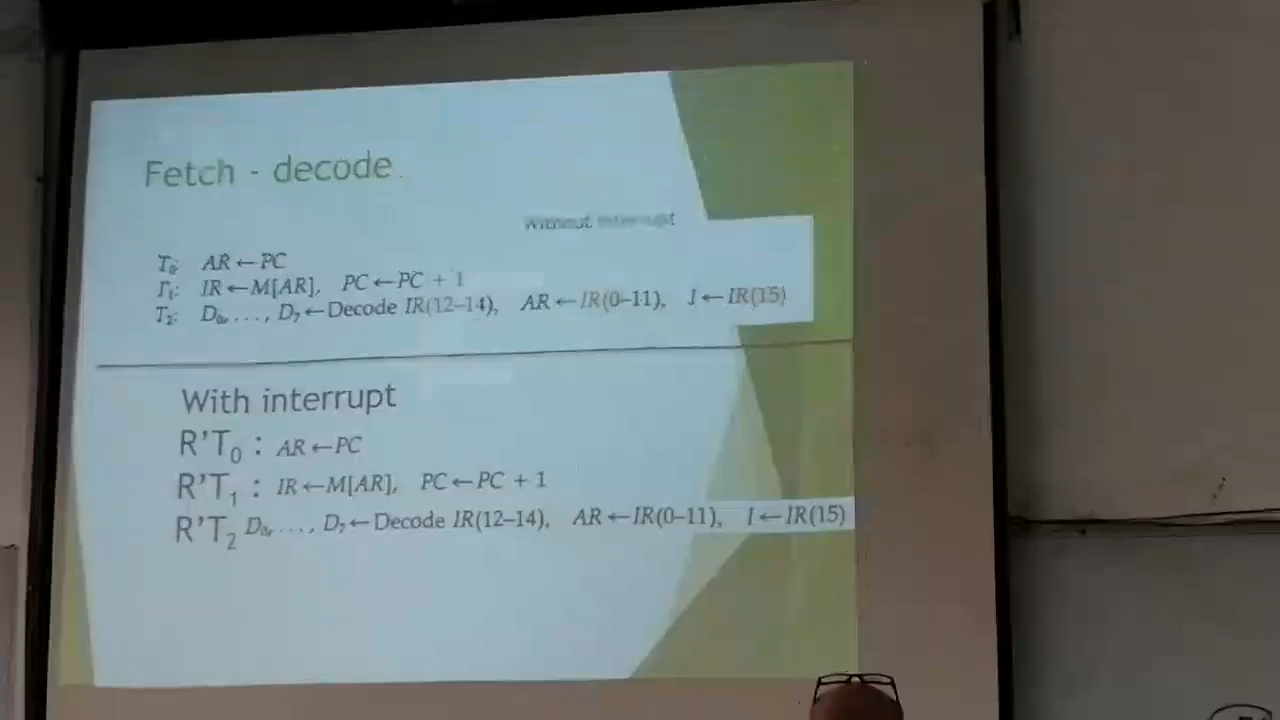 Fetch - decode
Without interrupt
T₀: AR ← PC
T₁: IR ← M[AR], PC ← PC + 1
T₂: D₀, . . . , D₇ ← Decode IR(12–14), AR ← IR(0–11), I ← IR(15)
With interrupt
R’T₀ : AR ← PC
R’T₁ : IR ← M[AR], PC ← PC + 1
R’T₂ D₀, . . . , D₇ ← Decode IR(12–14), AR ← IR(0–11), I ← IR(15)